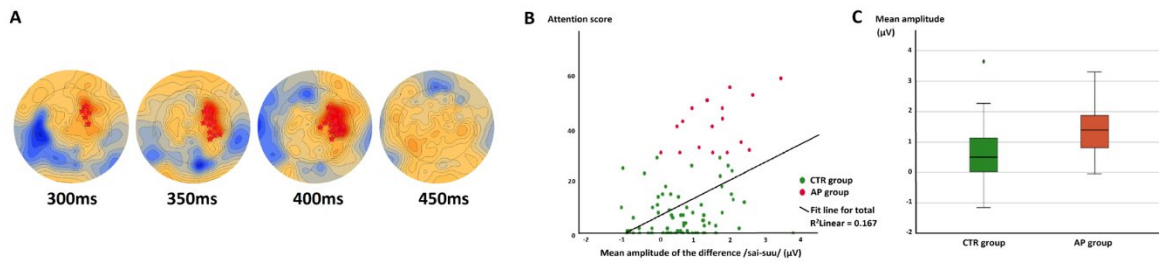 A
300ms
350ms
400ms
450ms
B
Attention score
60
40
20
0
-2
-1
0
1
2
3
4
Mean amplitude of the difference /sai-suu/ (µV)
CTR group
AP group
Fit line for total
R²Linear = 0.167
C
Mean amplitude
(µV)
4
3
2
1
0
-1
-2
CTR group
AP group